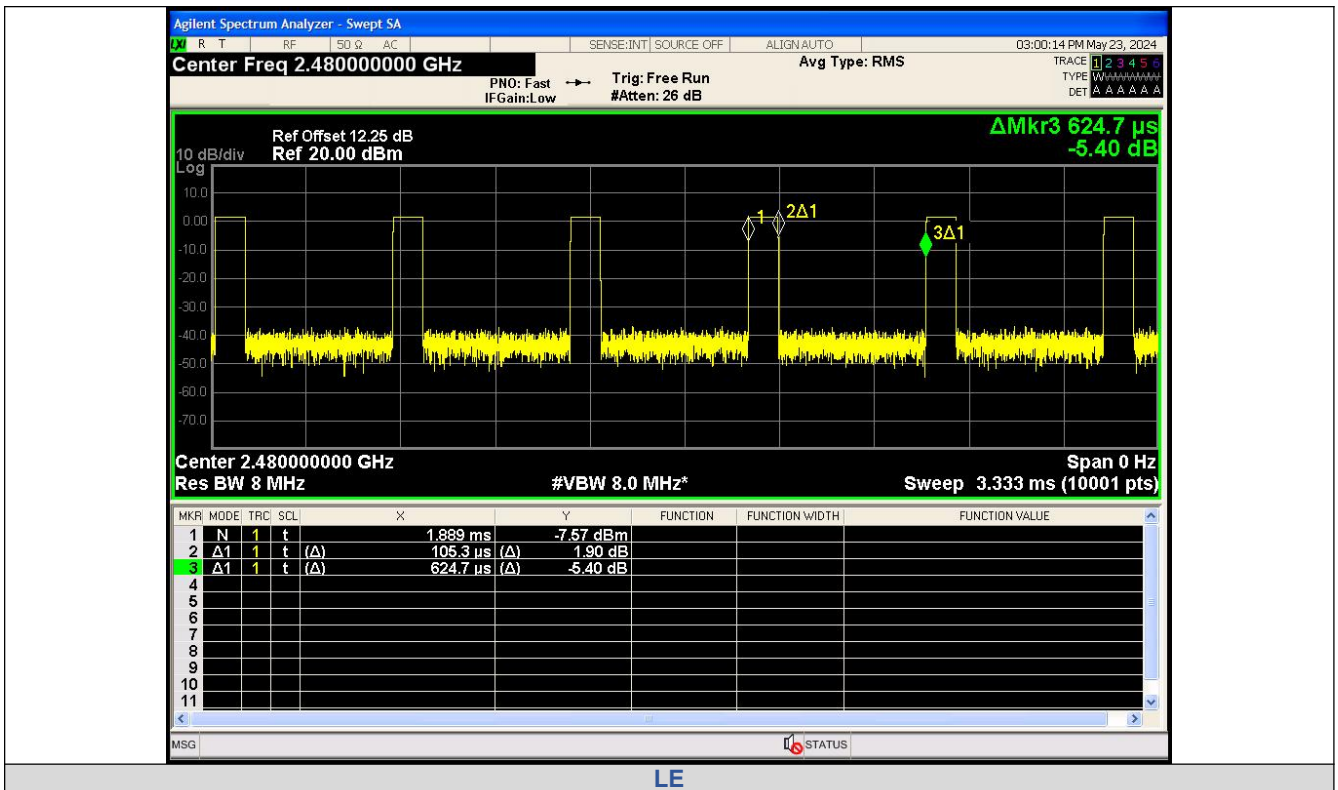 Agilent Spectrum Analyzer - Swept SA
LXI R T RF 50 Ω AC SENSE:INT SOURCE OFF ALIGN AUTO 03:00:14 PM May 23, 2024
Center Freq 2.480000000 GHz
Avg Type: RMS
TRACE 1 2 3 4 5 6
PNO: Fast
Trig: Free Run
TYPE W
IFGain:Low
#Atten: 26 dB
DET A A A A A A
ΔMkr3 624.7 µs
-5.40 dB
Ref Offset 12.25 dB
10 dB/div Ref 20.00 dBm
Log
10.0
0.00
-10.0
-20.0
-30.0
-40.0
-50.0
-60.0
-70.0
1
2Δ1
3Δ1
Center 2.480000000 GHz Span 0 Hz
Res BW 8 MHz #VBW 8.0 MHz* Sweep 3.333 ms (10001 pts)
MKR MODE TRC SCL X Y FUNCTION FUNCTION WIDTH FUNCTION VALUE
1 N 1 t 1.889 ms -7.57 dBm
2 Δ1 1 t (Δ) 105.3 µs (Δ) 1.90 dB
3 Δ1 1 t (Δ) 624.7 µs (Δ) -5.40 dB
4
5
6
7
8
9
10
11
MSG STATUS
LE